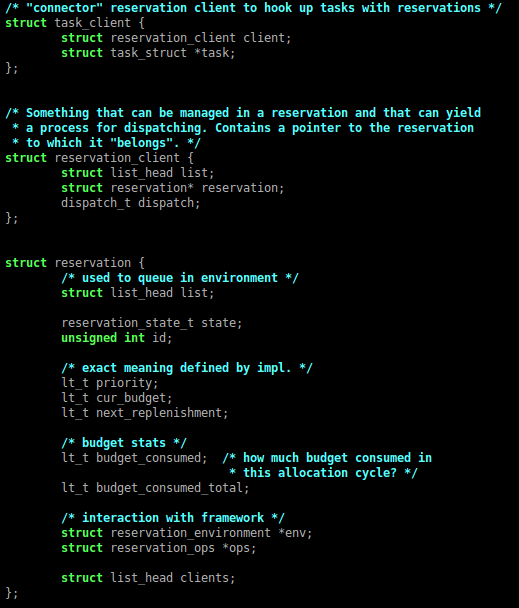 /* "connector" reservation client to hook up tasks with reservations */
struct task_client {
        struct reservation_client client;
        struct task_struct *task;
};

/* Something that can be managed in a reservation and that can yield
 * a process for dispatching. Contains a pointer to the reservation
 * to which it "belongs". */
struct reservation_client {
        struct list_head list;
        struct reservation* reservation;
        dispatch_t dispatch;
};

struct reservation {
        /* used to queue in environment */
        struct list_head list;

        reservation_state_t state;
        unsigned int id;

        /* exact meaning defined by impl. */
        lt_t priority;
        lt_t cur_budget;
        lt_t next_replenishment;

        /* budget stats */
        lt_t budget_consumed;  /* how much budget consumed in
                                * this allocation cycle? */
        lt_t budget_consumed_total;

        /* interaction with framework */
        struct reservation_environment *env;
        struct reservation_ops *ops;

        struct list_head clients;
};